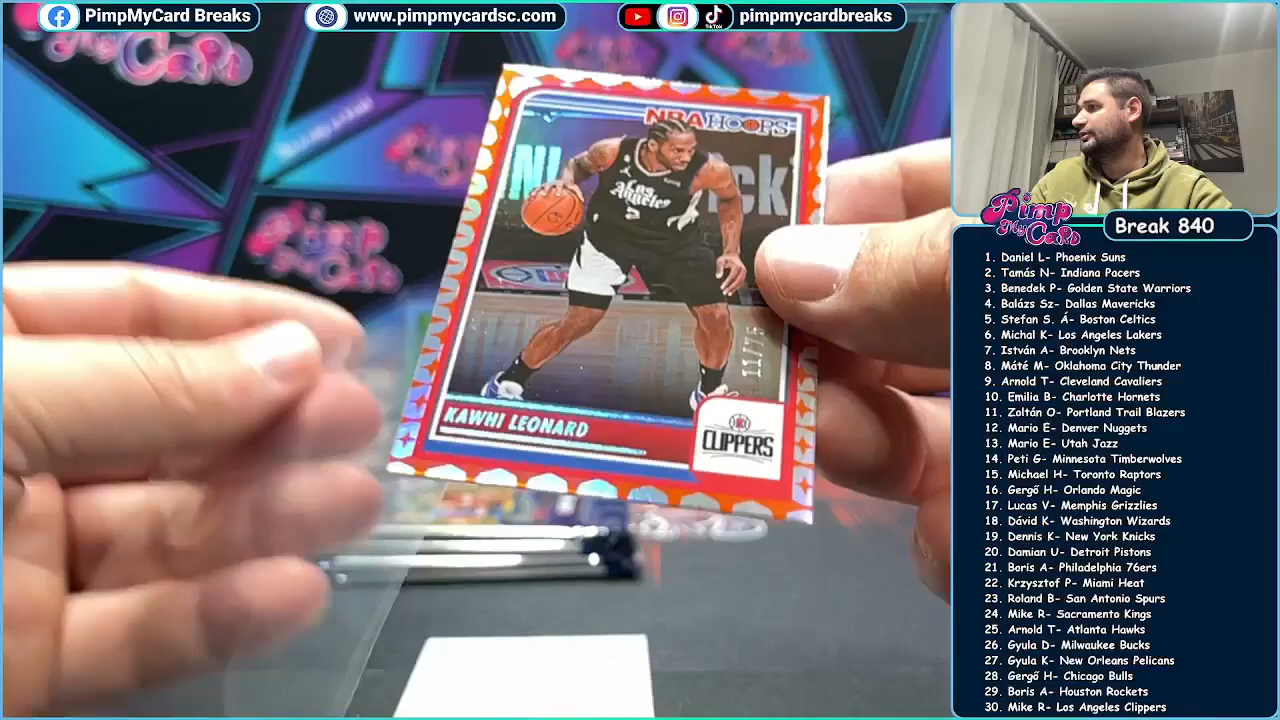 PimpMyCard Breaks
www.pimpmycardsc.com
TikTok
pimpmycardbreaks
NBA HOOPS
Los Angeles
2
11/75
KAWHI LEONARD
CLIPPERS
Pimp My Card
Break 840
1. Daniel L- Phoenix Suns
2. Tamás N- Indiana Pacers
3. Benedek P- Golden State Warriors
4. Balázs Sz- Dallas Mavericks
5. Stefan S. Á- Boston Celtics
6. Michal K- Los Angeles Lakers
7. István A- Brooklyn Nets
8. Máté M- Oklahoma City Thunder
9. Arnold T- Cleveland Cavaliers
10. Emilia B- Charlotte Hornets
11. Zoltán O- Portland Trail Blazers
12. Mario E- Denver Nuggets
13. Mario E- Utah Jazz
14. Peti G- Minnesota Timberwolves
15. Michael H- Toronto Raptors
16. Gergő H- Orlando Magic
17. Lucas V- Memphis Grizzlies
18. Dávid K- Washington Wizards
19. Dennis K- New York Knicks
20. Damian U- Detroit Pistons
21. Boris A- Philadelphia 76ers
22. Krzysztof P- Miami Heat
23. Roland B- San Antonio Spurs
24. Mike R- Sacramento Kings
25. Arnold T- Atlanta Hawks
26. Gyula D- Milwaukee Bucks
27. Gyula K- New Orleans Pelicans
28. Gergő H- Chicago Bulls
29. Boris A- Houston Rockets
30. Mike R- Los Angeles Clippers